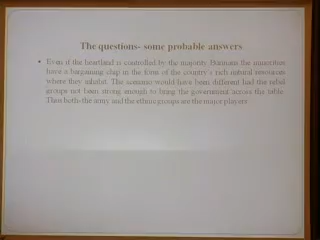 The questions- some probable answers
• Even if the heartland is controlled by the majority Burmans the minorities
have a bargaining chip in the form of the country's rich natural resources
where they inhabit. The scenario would have been different had the rebel
groups not been strong enough to bring the government across the table.
Thus both the army and the ethnic groups are the major players